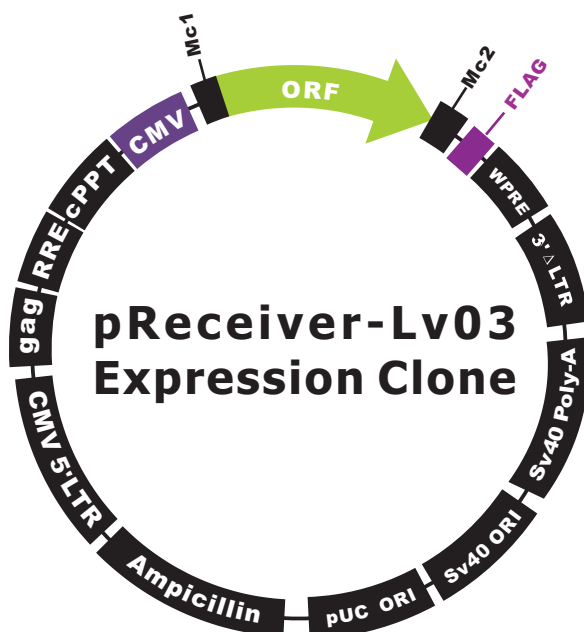 Mc1
ORF
Mc2
FLAG
WPRE
3'△LTR
Sv40 Poly-A
Sv40 ORI
pUC ORI
Ampicillin
CMV 5'LTR
gag
RRE
cPPT
CMV
pReceiver-Lv03
Expression Clone